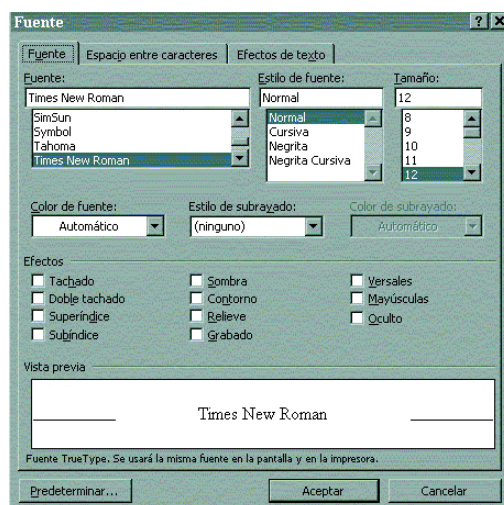 Fuente
Fuente Espacio entre caracteres Efectos de texto
Fuente: Estilo de fuente: Tamaño:
Times New Roman Normal 12
SimSun Normal 8
Symbol Cursiva 9
Tahoma Negrita 10
Times New Roman Negrita Cursiva 11
12
Color de fuente: Estilo de subrayado: Color de subrayado:
Automático (ninguno) Automático
Efectos
Tachado Sombra Versales
Doble tachado Contorno Mayúsculas
Superíndice Relieve Oculto
Subíndice Grabado
Vista previa
Times New Roman
Fuente TrueType. Se usará la misma fuente en la pantalla y en la impresora.
Predeterminar... Aceptar Cancelar